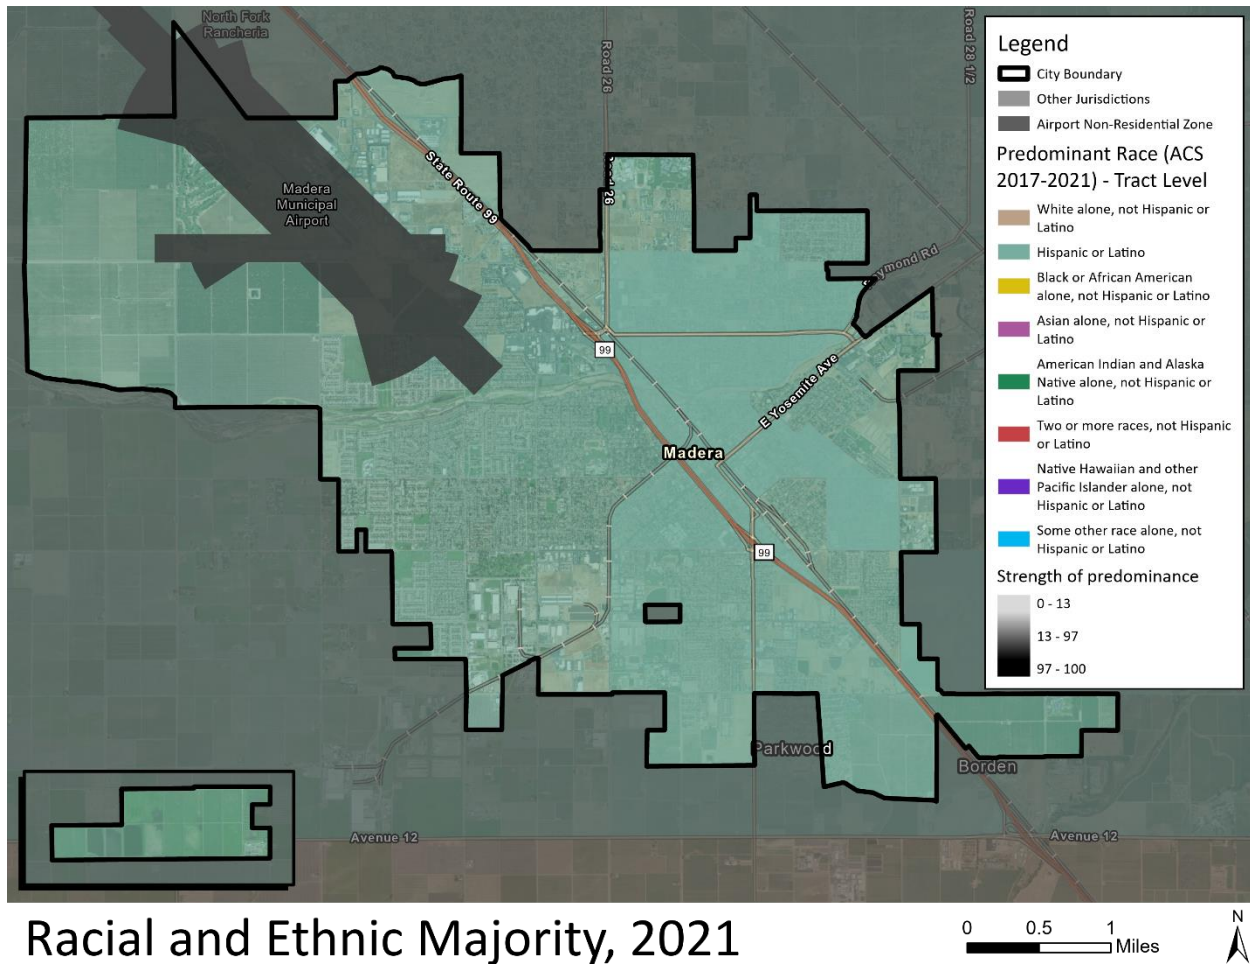 North Fork
Rancheria
Road 26
Road 28 1/2
State Route 99
26
Madera
Municipal
Airport
Raymond Rd
99
E Yosemite Ave
Madera
99
Parkwood
Borden
Avenue 12
Avenue 12
Legend
City Boundary
Other Jurisdictions
Airport Non-Residential Zone
Predominant Race (ACS
2017-2021) - Tract Level
White alone, not Hispanic or
Latino
Hispanic or Latino
Black or African American
alone, not Hispanic or Latino
Asian alone, not Hispanic or
Latino
American Indian and Alaska
Native alone, not Hispanic or
Latino
Two or more races, not Hispanic
or Latino
Native Hawaiian and other
Pacific Islander alone, not
Hispanic or Latino
Some other race alone, not
Hispanic or Latino
Strength of predominance
0 - 13
13 - 97
97 - 100
Racial and Ethnic Majority, 2021
0 0.5 1
Miles
N